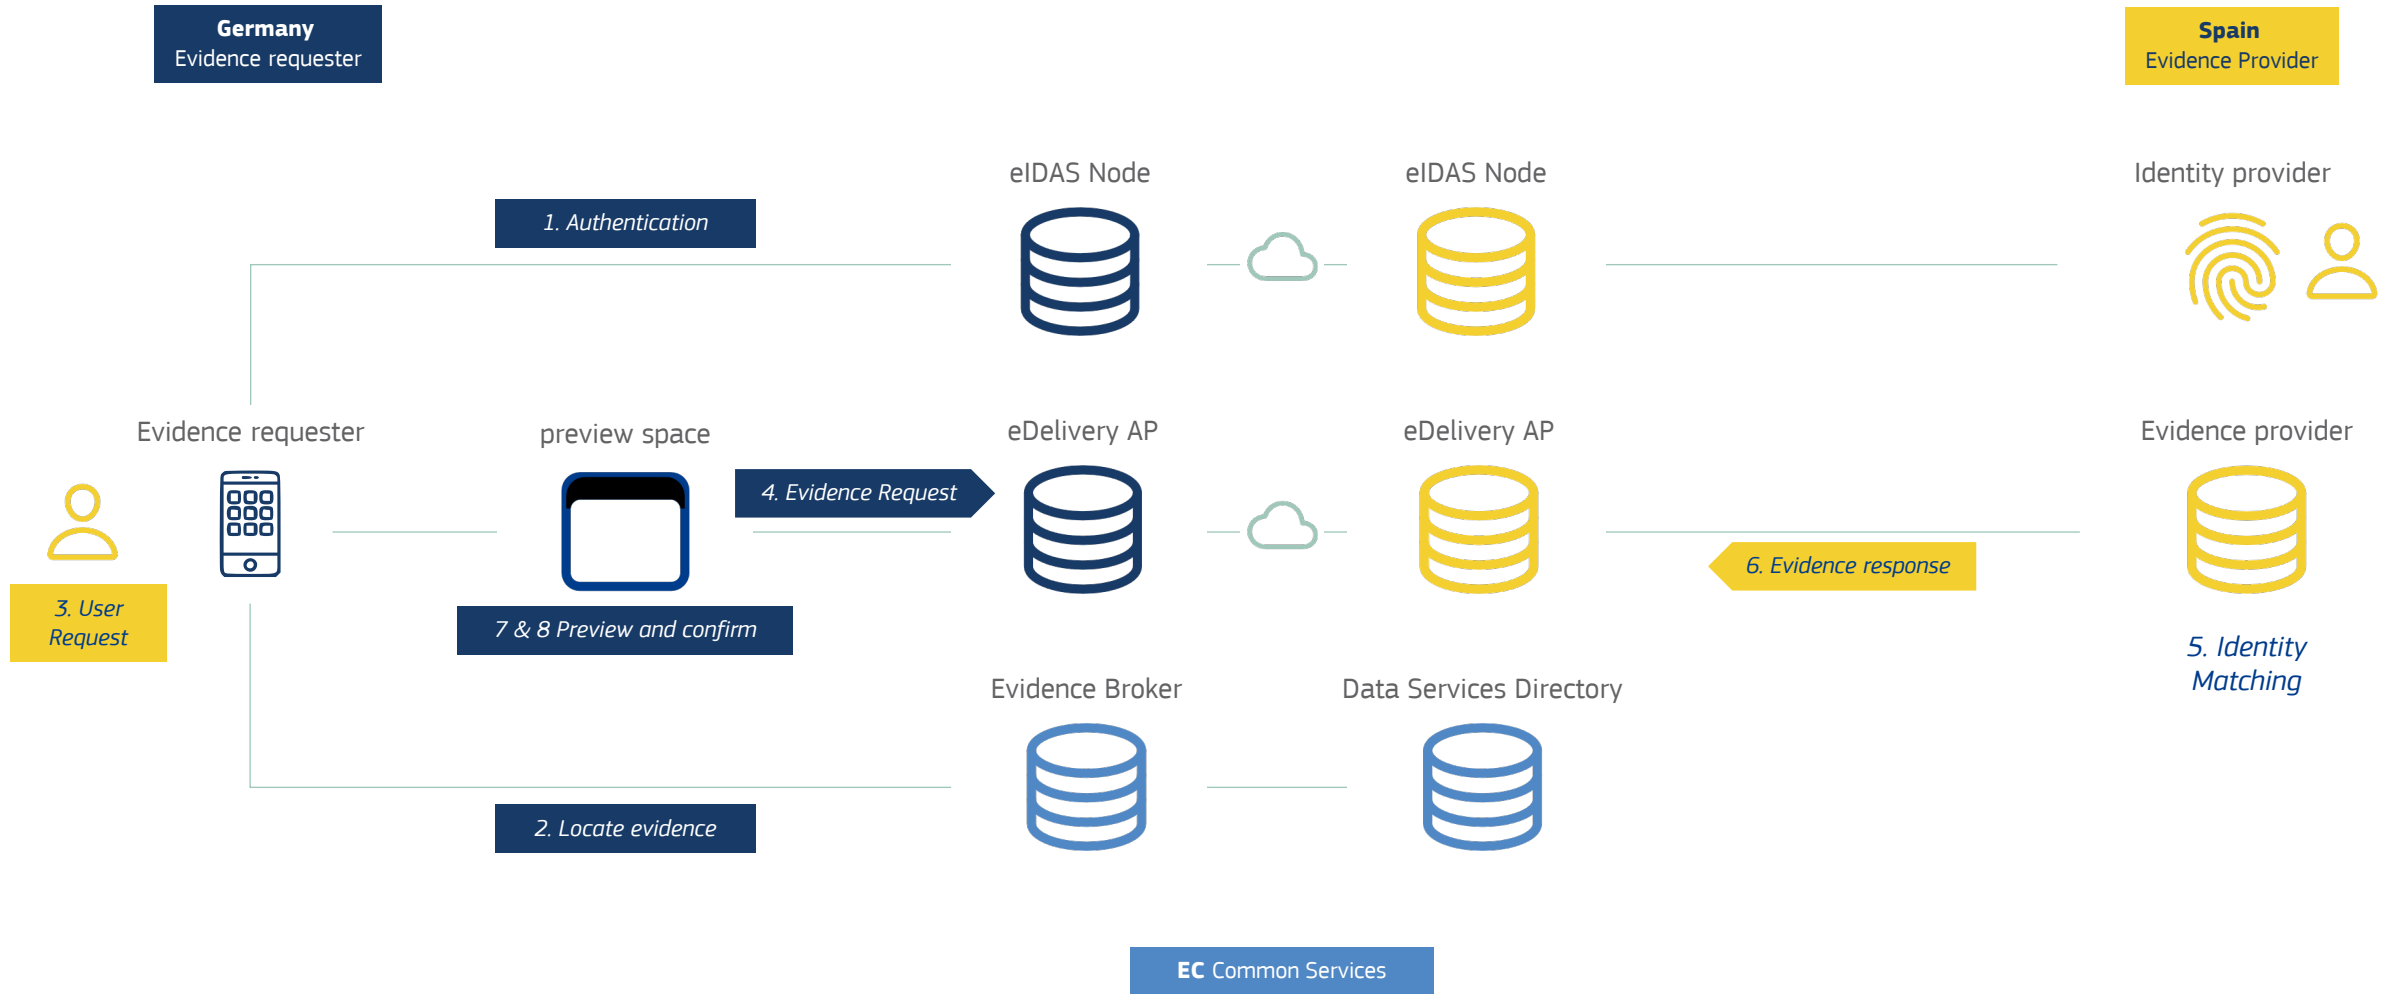 Germany
Evidence requester
Spain
Evidence Provider
eIDAS Node
eIDAS Node
Identity provider
1. Authentication
Evidence requester
preview space
eDelivery AP
eDelivery AP
Evidence provider
4. Evidence Request
6. Evidence response
3. User
Request
7 & 8 Preview and confirm
5. Identity
Matching
Evidence Broker
Data Services Directory
2. Locate evidence
EC Common Services